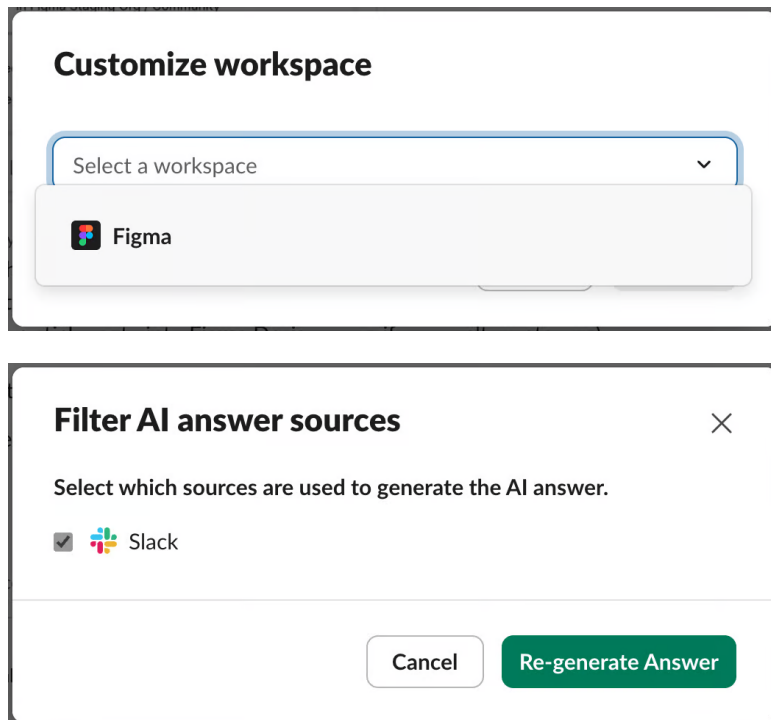 Customize workspace
Select a workspace
Figma
Filter AI answer sources
Select which sources are used to generate the AI answer.
Slack
Cancel
Re-generate Answer